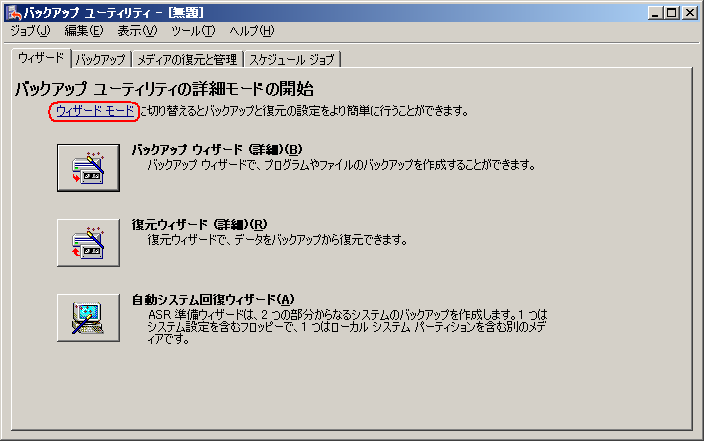 バックアップ ユーティリティ - [無題]
ジョブ(J) 編集(E) 表示(V) ツール(T) ヘルプ(H)
ウィザード バックアップ メディアの復元と管理 スケジュール ジョブ
バックアップ ユーティリティの詳細モードの開始
ウィザード モードに切り替えるとバックアップと復元の設定をより簡単に行うことができます。
バックアップ ウィザード (詳細)(B)
バックアップ ウィザードで、プログラムやファイルのバックアップを作成することができます。
復元ウィザード (詳細)(R)
復元ウィザードで、データをバックアップから復元できます。
自動システム回復ウィザード(A)
ASR 準備ウィザードは、2 つの部分からなるシステムのバックアップを作成します。1 つは
システム設定を含むフロッピーで、1 つはローカル システム パーティションを含む別のメデ
ィアです。